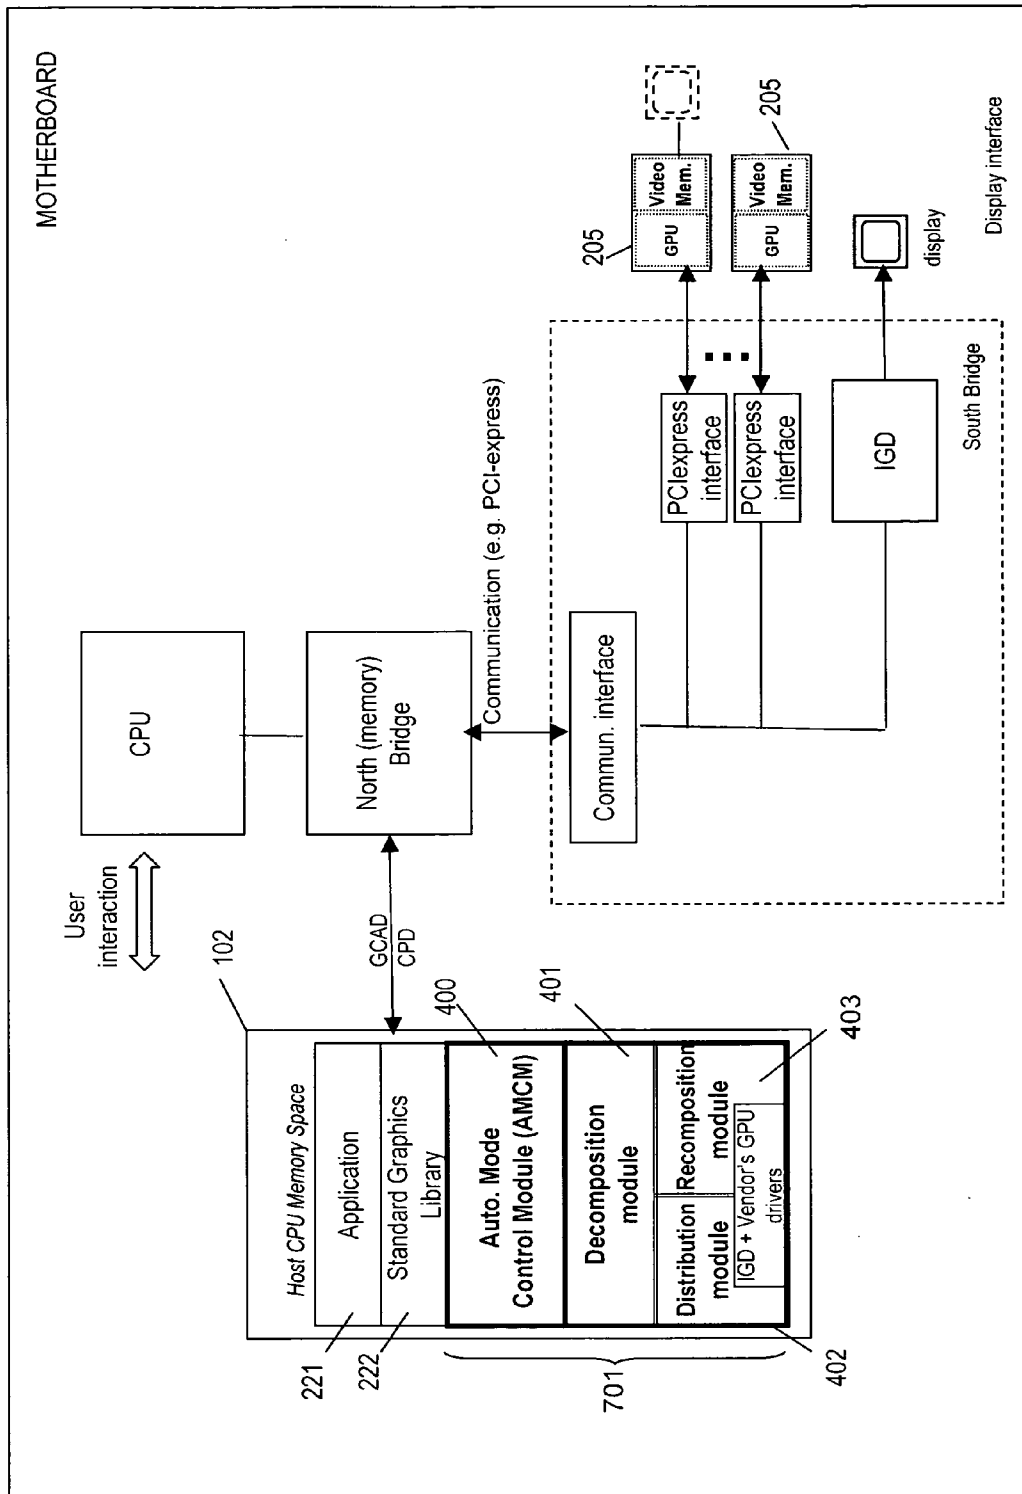 MOTHERBOARD
User
interaction
CPU
102
Host CPU Memory Space
221
Application
222
Standard Graphics
Library
GCAD
CPD
North (memory)
Bridge
400
Auto. Mode
Control Module (AMCM)
Communication (e.g. PCI-express)
401
Decomposition
module
701
Distribution
module
Recomposition
module
403
IGD + Vendor's GPU
drivers
402
Commun. interface
PCIexpress
interface
PCIexpress
interface
205
GPU
Video
Mem.
GPU
Video
Mem.
205
IGD
display
South Bridge
Display interface